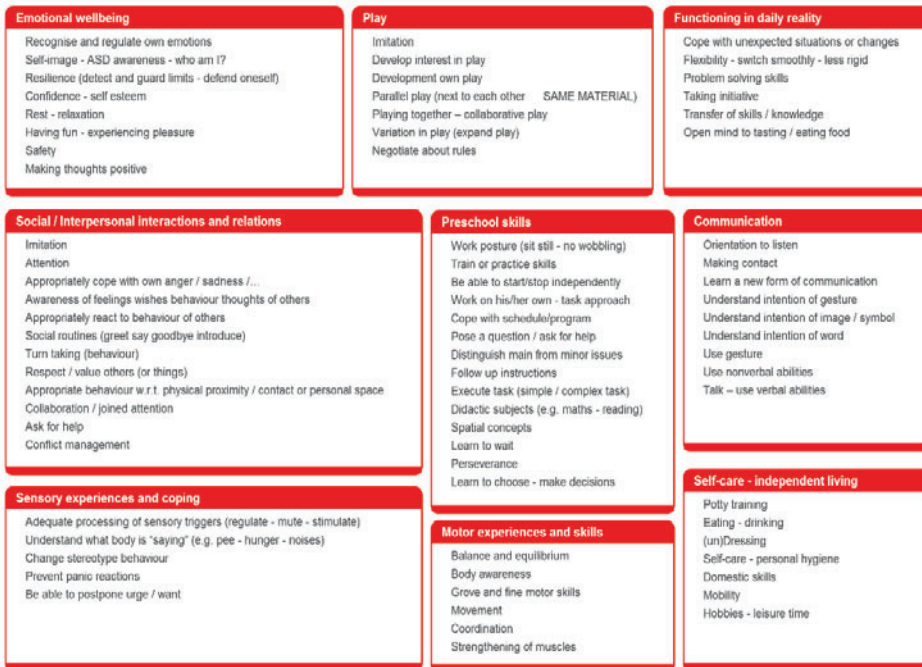 Emotional wellbeing
Recognise and regulate own emotions
Self-image - ASD awareness - who am I?
Resilience (detect and guard limits - defend oneself)
Confidence - self esteem
Rest - relaxation
Having fun - experiencing pleasure
Safety
Making thoughts positive
Play
Imitation
Develop interest in play
Development own play
Parallel play (next to each other SAME MATERIAL)
Playing together – collaborative play
Variation in play (expand play)
Negotiate about rules
Functioning in daily reality
Cope with unexpected situations or changes
Flexibility - switch smoothly - less rigid
Problem solving skills
Taking initiative
Transfer of skills / knowledge
Open mind to tasting / eating food
Social / Interpersonal interactions and relations
Imitation
Attention
Appropriately cope with own anger / sadness /...
Awareness of feelings wishes behaviour thoughts of others
Appropriately react to behaviour of others
Social routines (greet say goodbye introduce)
Turn taking (behaviour)
Respect / value others (or things)
Appropriate behaviour w.r.t. physical proximity / contact or personal space
Collaboration / joined attention
Ask for help
Conflict management
Preschool skills
Work posture (sit still - no wobbling)
Train or practice skills
Be able to start/stop independently
Work on his/her own - task approach
Cope with schedule/program
Pose a question / ask for help
Distinguish main from minor issues
Follow up instructions
Execute task (simple / complex task)
Didactic subjects (e.g. maths - reading)
Spatial concepts
Learn to wait
Perseverance
Learn to choose - make decisions
Communication
Orientation to listen
Making contact
Learn a new form of communication
Understand intention of gesture
Understand intention of image / symbol
Understand intention of word
Use gesture
Use nonverbal abilities
Talk – use verbal abilities
Sensory experiences and coping
Adequate processing of sensory triggers (regulate - mute - stimulate)
Understand what body is "saying" (e.g. pee - hunger - noises)
Change stereotype behaviour
Prevent panic reactions
Be able to postpone urge / want
Motor experiences and skills
Balance and equilibrium
Body awareness
Grove and fine motor skills
Movement
Coordination
Strengthening of muscles
Self-care - independent living
Potty training
Eating - drinking
(un)Dressing
Self-care - personal hygiene
Domestic skills
Mobility
Hobbies - leisure time